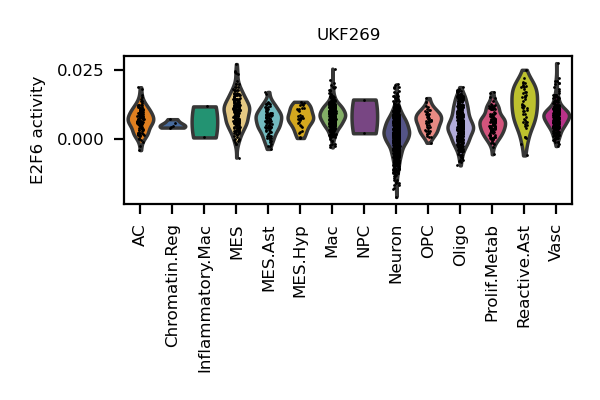 UKF269
0.025
0.000
E2F6 activity
AC
Chromatin.Reg
Inflammatory.Mac
MES
MES.Ast
MES.Hyp
Mac
NPC
Neuron
OPC
Oligo
Prolif.Metab
Reactive.Ast
Vasc